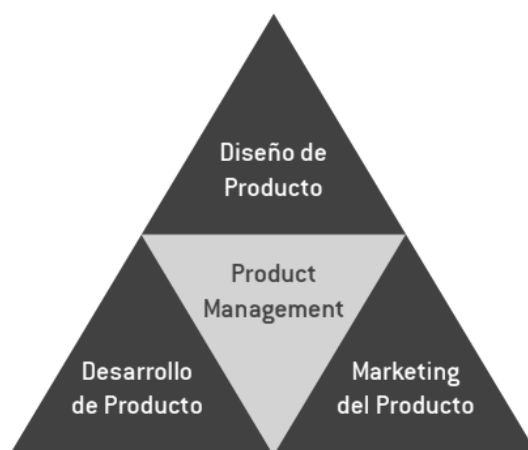 Diseño de
Producto
Product
Management
Desarrollo
de Producto
Marketing
del Producto